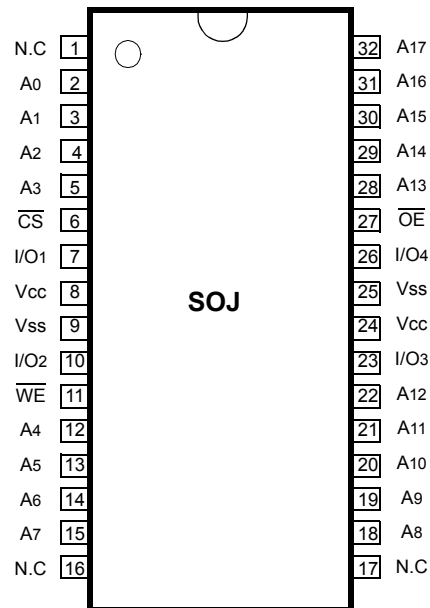 N.C 1 32 A17
A0 2 31 A16
A1 3 30 A15
A2 4 29 A14
A3 5 28 A13
C̅S̅ 6 27 O̅E̅
I/O1 7 26 I/O4
Vcc 8 SOJ 25 Vss
Vss 9 24 Vcc
I/O2 10 23 I/O3
W̅E̅ 11 22 A12
A4 12 21 A11
A5 13 20 A10
A6 14 19 A9
A7 15 18 A8
N.C 16 17 N.C